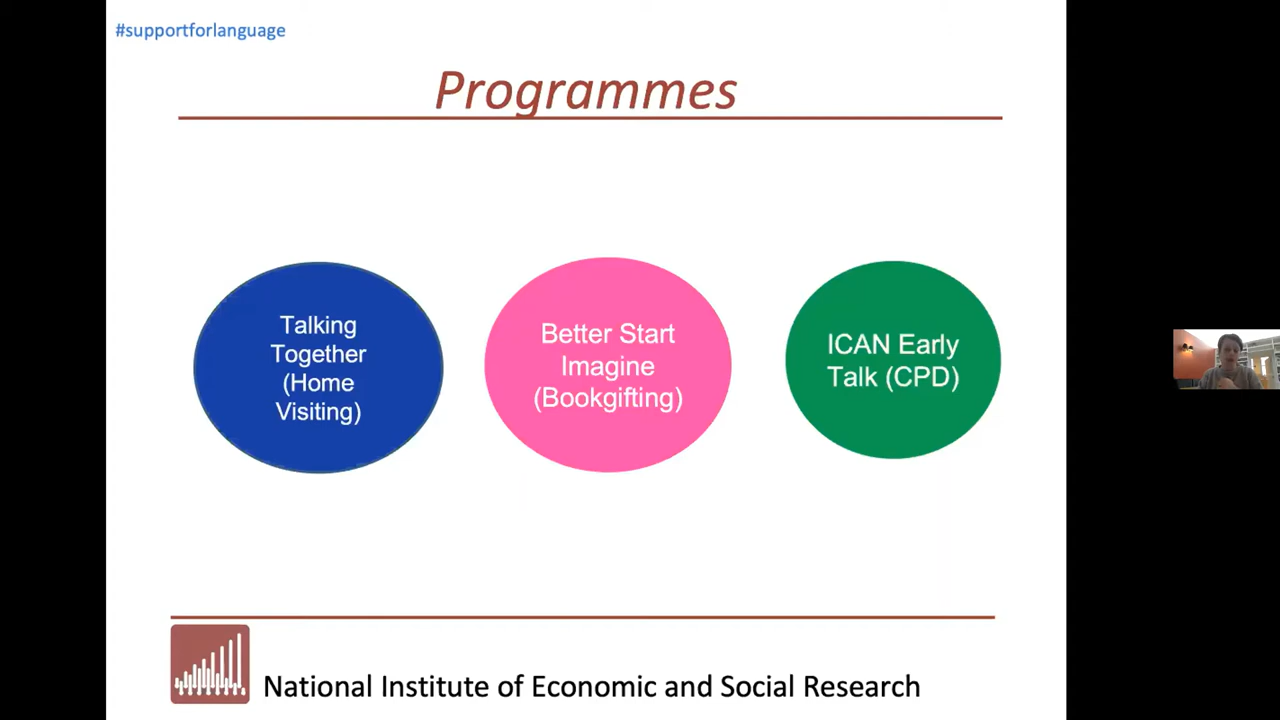 #supportforlanguage
Programmes
Talking
Together
(Home
Visiting)
Better Start
Imagine
(Bookgifting)
ICAN Early
Talk (CPD)
National Institute of Economic and Social Research